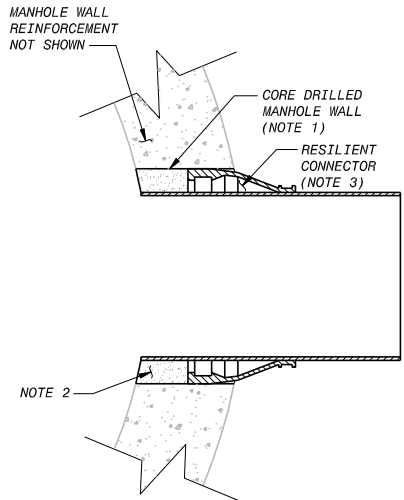 MANHOLE WALL
REINFORCEMENT
NOT SHOWN
CORE DRILLED
MANHOLE WALL
(NOTE 1)
RESILIENT
CONNECTOR
(NOTE 3)
NOTE 2